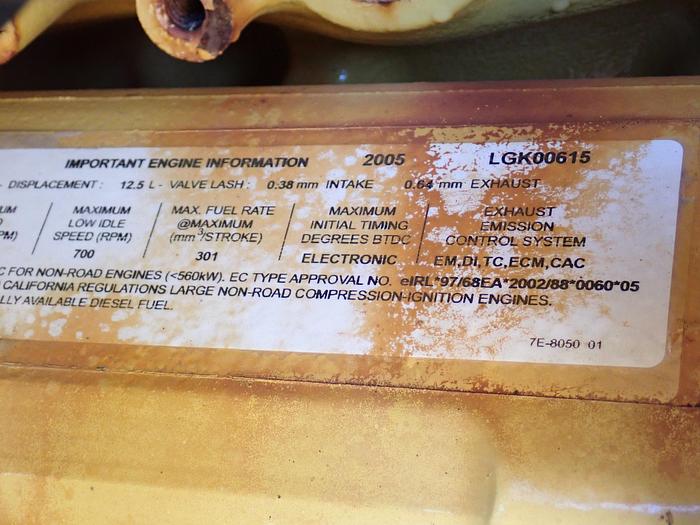 IMPORTANT ENGINE INFORMATION 2005 LGK00615
- DISPLACEMENT: 12.5 L - VALVE LASH: 0.38 mm INTAKE 0.64 mm EXHAUST
MAXIMUM
LOW IDLE
SPEED (RPM)
700
MAX. FUEL RATE
@MAXIMUM
(mm³/STROKE)
301
MAXIMUM
INITIAL TIMING
DEGREES BTDC
ELECTRONIC
EXHAUST
EMISSION
CONTROL SYSTEM
EM,DI,TC,ECM,CAC
C FOR NON-ROAD ENGINES (<560kW). EC TYPE APPROVAL NO. eIRL*97/68EA*2002/88*0060*05
CALIFORNIA REGULATIONS LARGE NON-ROAD COMPRESSION-IGNITION ENGINES.
LLY AVAILABLE DIESEL FUEL.
7E-8050 01